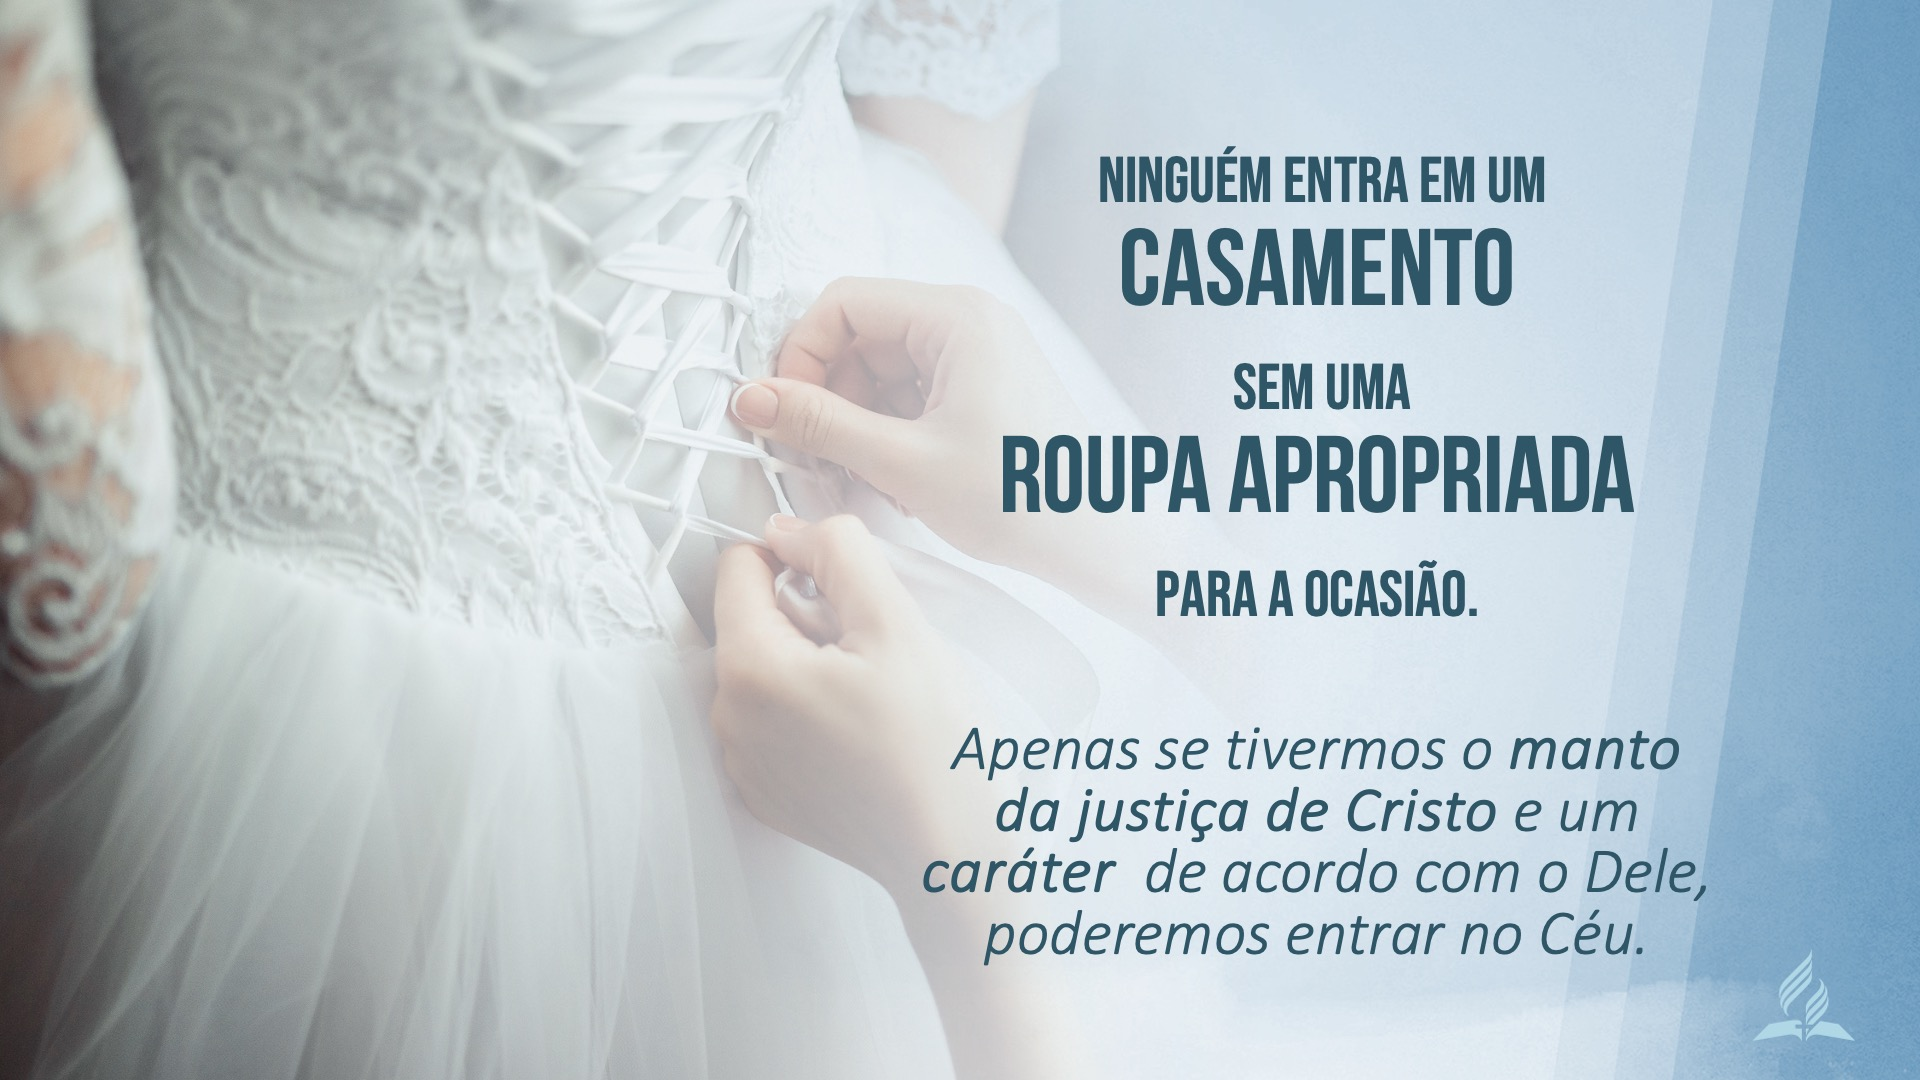 NINGUÉM ENTRA EM UM
CASAMENTO
SEM UMA
ROUPA APROPRIADA
PARA A OCASIÃO.
Apenas se tivermos o manto
da justiça de Cristo e um
caráter de acordo com o Dele,
poderemos entrar no Céu.